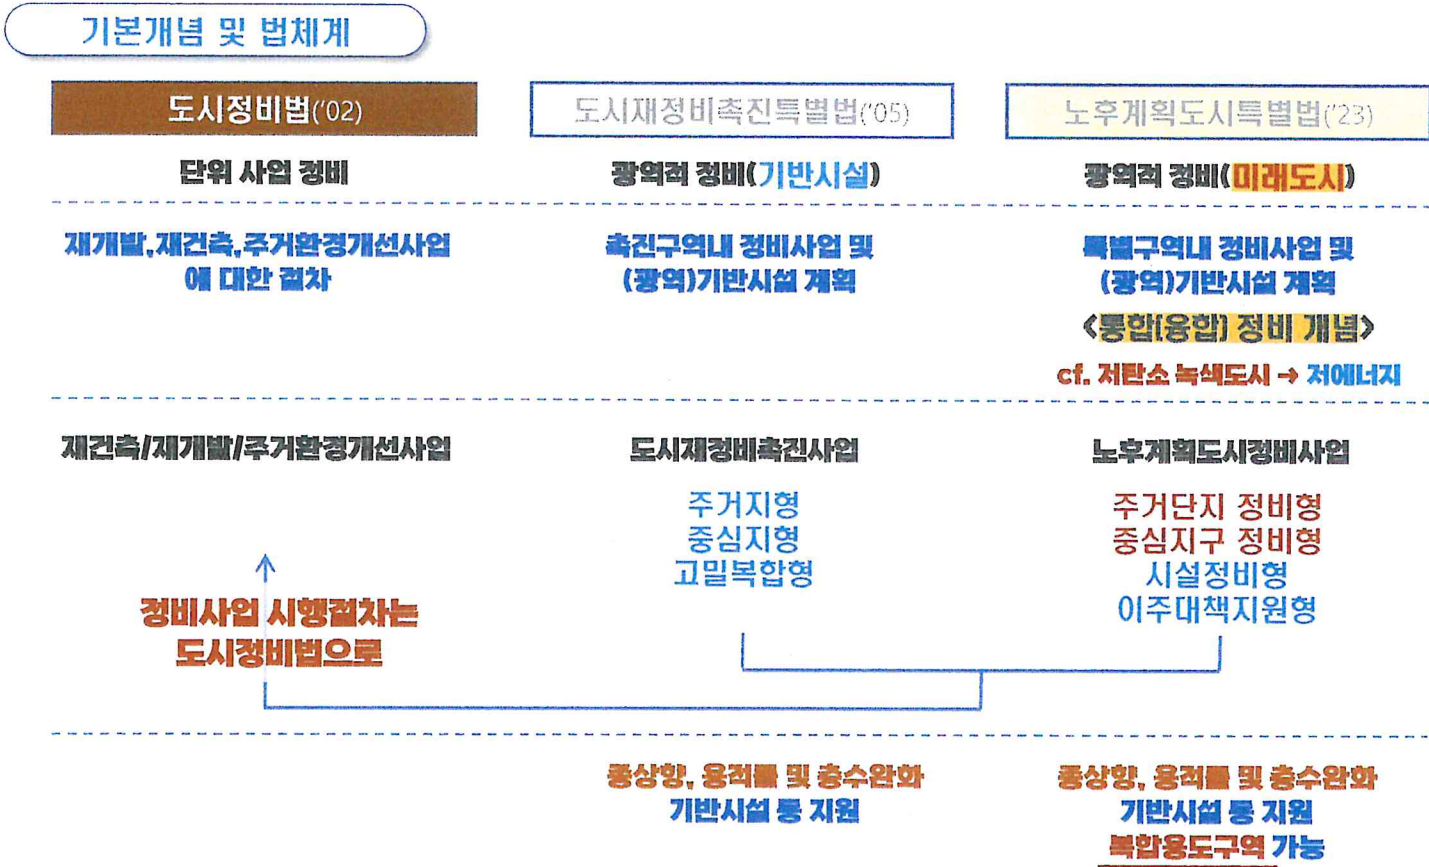 기본개념 및 법체계
도시정비법('02)
도시재정비촉진특별법('05)
노후계획도시특별법('23)
단위 사업 정비
광역적 정비(기반시설)
광역적 정비(미래도시)
재개발,재건축,주거환경개선사업
에 대한 절차
촉진구역내 정비사업 및
(광역)기반시설 계획
특별구역내 정비사업 및
(광역)기반시설 계획
<통합(융합) 정비 개념>
cf. 저탄소 녹색도시 → 저에너지
재건축/재개발/주거환경개선사업
도시재정비촉진사업
노후계획도시정비사업
주거지형
중심지형
고밀복합형
주거단지 정비형
중심지구 정비형
시설정비형
이주대책지원형
정비사업 시행절차는
도시정비법으로
종상향, 용적률 및 층수완화
기반시설 등 지원
종상향, 용적률 및 층수완화
기반시설 등 지원
복합용도구역 가능